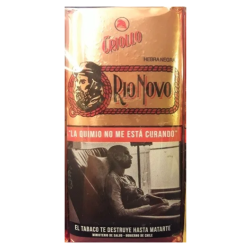 CRIOLLO
RIO NOVO
"LA QUIMIO NO ME ESTÁ CURANDO"
EL TABACO TE DESTRUYE HASTA MATARTE
MINISTERIO DE SALUD - GOBIERNO DE CHILE